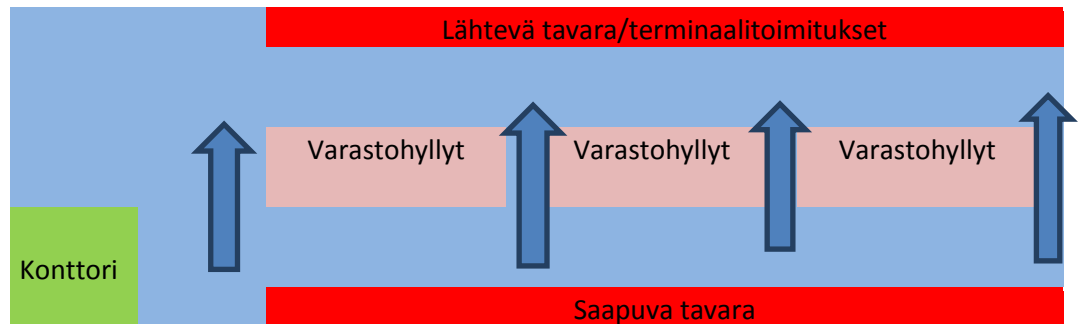 Lähtevä tavara/terminaalitoimitukset
Varastohyllyt
Varastohyllyt
Varastohyllyt
Konttori
Saapuva tavara